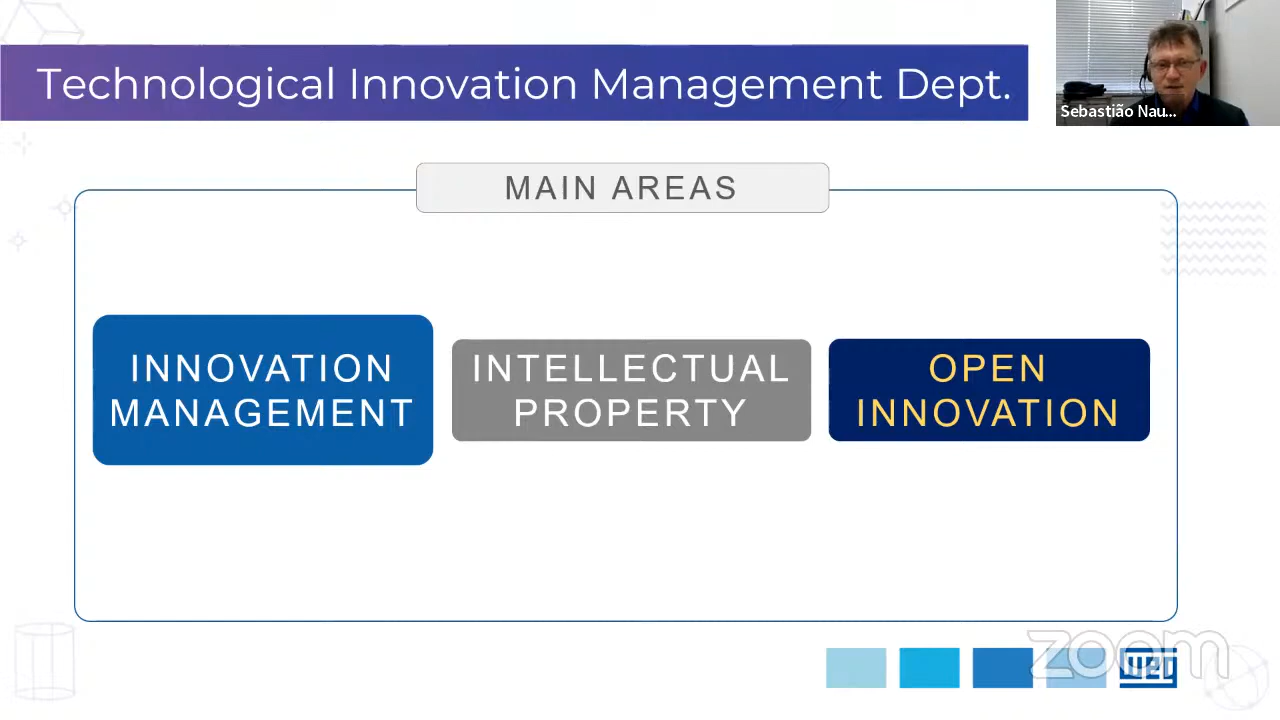 Technological Innovation Management Dept.
Sebastião Nau...
MAIN AREAS
INNOVATION
MANAGEMENT
INTELLECTUAL
PROPERTY
OPEN
INNOVATION
zoom
WEG